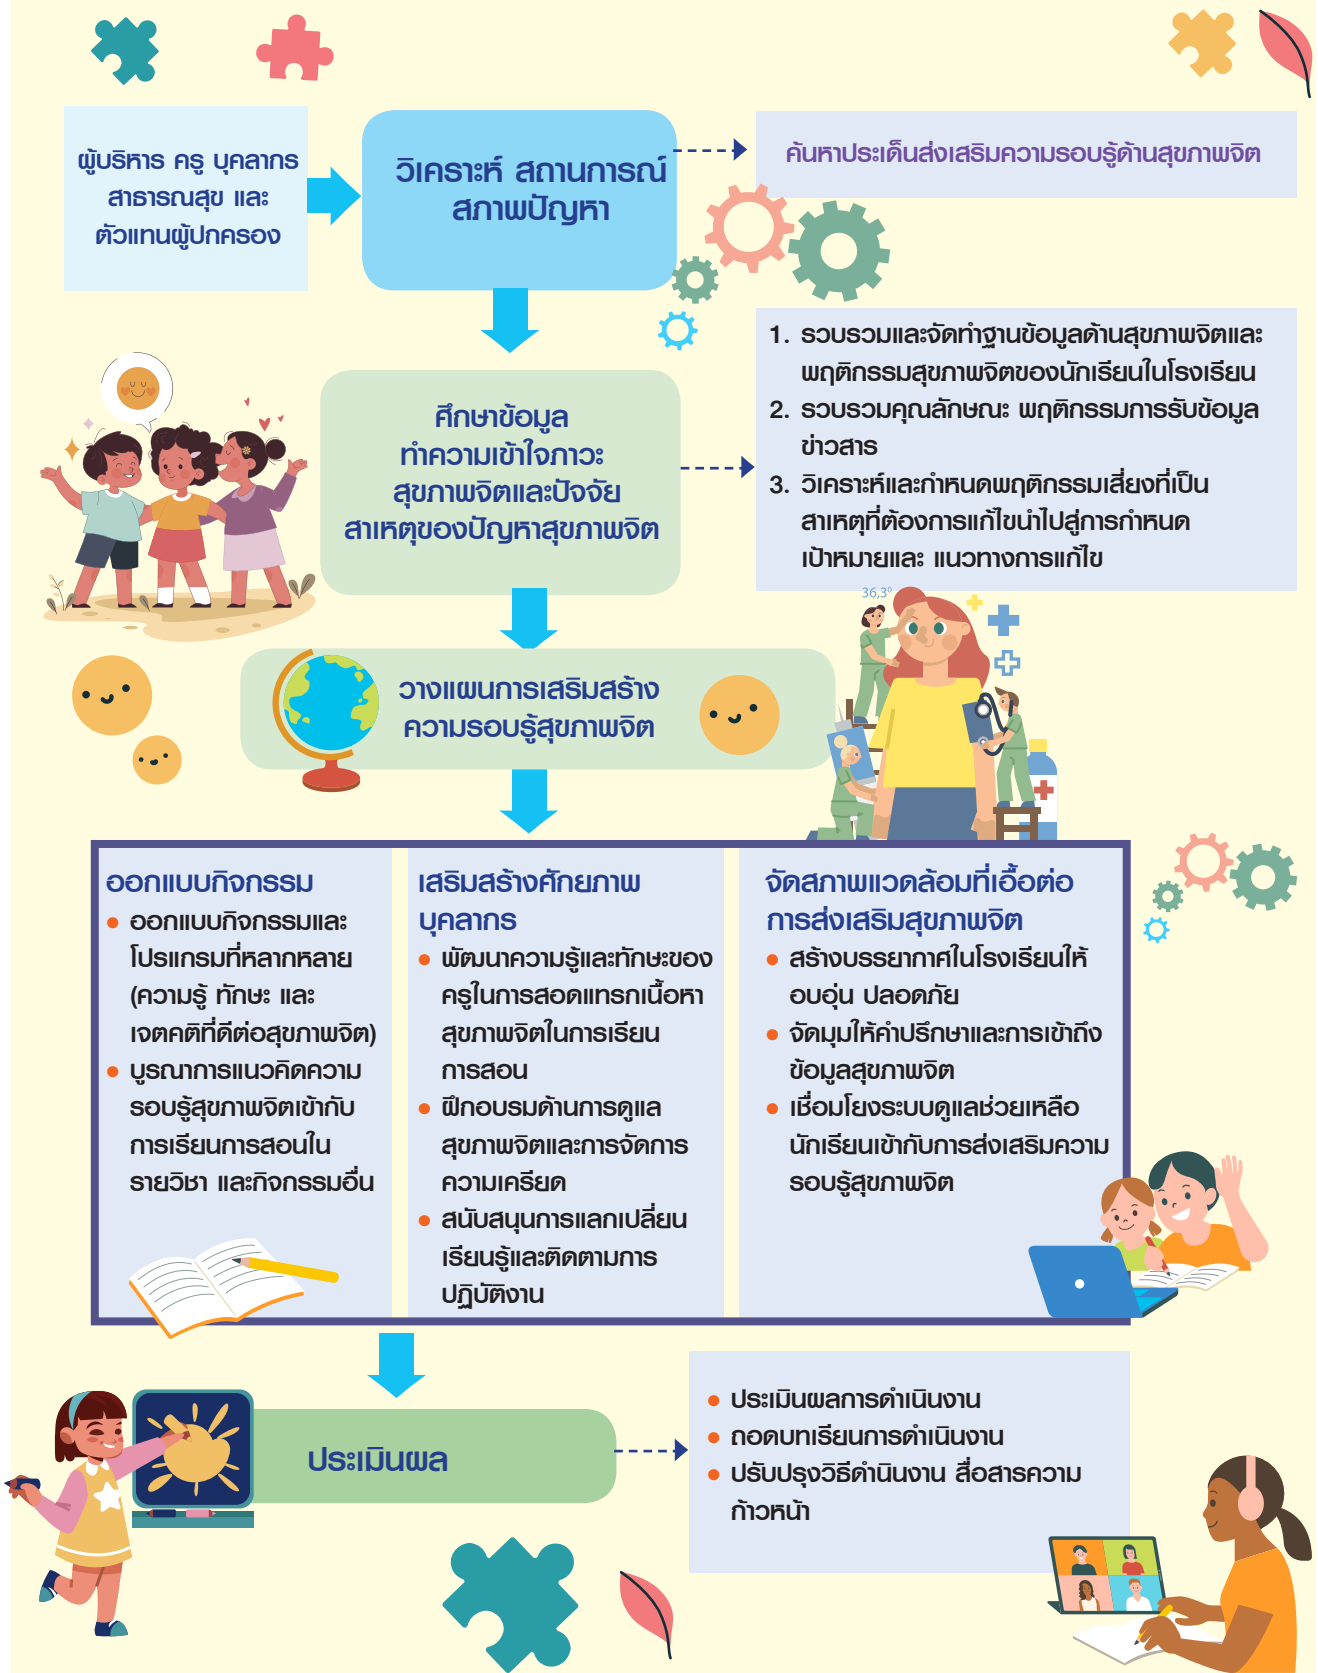 ผู้บริหาร ครู บุคลากร
สาธารณสุข และ
ตัวแทนผู้ปกครอง
วิเคราะห์ สถานการณ์
สภาพปัญหา
ค้นหาประเด็นส่งเสริมความรอบรู้ด้านสุขภาพจิต
ศึกษาข้อมูล
ทำความเข้าใจภาวะ
สุขภาพจิตและปัจจัย
สาเหตุของปัญหาสุขภาพจิต
1. รวบรวมและจัดทำฐานข้อมูลด้านสุขภาพจิตและ
พฤติกรรมสุขภาพจิตของนักเรียนในโรงเรียน
2. รวบรวมคุณลักษณะ พฤติกรรมการรับข้อมูล
ข่าวสาร
3. วิเคราะห์และกำหนดพฤติกรรมเสี่ยงที่เป็น
สาเหตุที่ต้องการแก้ไขนำไปสู่การกำหนด
เป้าหมายและ แนวทางการแก้ไข
36,3⁰
วางแผนการเสริมสร้าง
ความรอบรู้สุขภาพจิต
ออกแบบกิจกรรม
● ออกแบบกิจกรรมและ
โปรแกรมที่หลากหลาย
(ความรู้ ทักษะ และ
เจตคติที่ดีต่อสุขภาพจิต)
● บูรณาการแนวคิดความ
รอบรู้สุขภาพจิตเข้ากับ
การเรียนการสอนใน
รายวิชา และกิจกรรมอื่น
เสริมสร้างศักยภาพ
บุคลากร
● พัฒนาความรู้และทักษะของ
ครูในการสอดแทรกเนื้อหา
สุขภาพจิตในการเรียน
การสอน
● ฝึกอบรมด้านการดูแล
สุขภาพจิตและการจัดการ
ความเครียด
● สนับสนุนการแลกเปลี่ยน
เรียนรู้และติดตามการ
ปฏิบัติงาน
จัดสภาพแวดล้อมที่เอื้อต่อ
การส่งเสริมสุขภาพจิต
● สร้างบรรยากาศในโรงเรียนให้
อบอุ่น ปลอดภัย
● จัดมุมให้คำปรึกษาและการเข้าถึง
ข้อมูลสุขภาพจิต
● เชื่อมโยงระบบดูแลช่วยเหลือ
นักเรียนเข้ากับการส่งเสริมความ
รอบรู้สุขภาพจิต
ประเมินผล
● ประเมินผลการดำเนินงาน
● ถอดบทเรียนการดำเนินงาน
● ปรับปรุงวิธีดำนินงาน สื่อสารความ
ก้าวหน้า